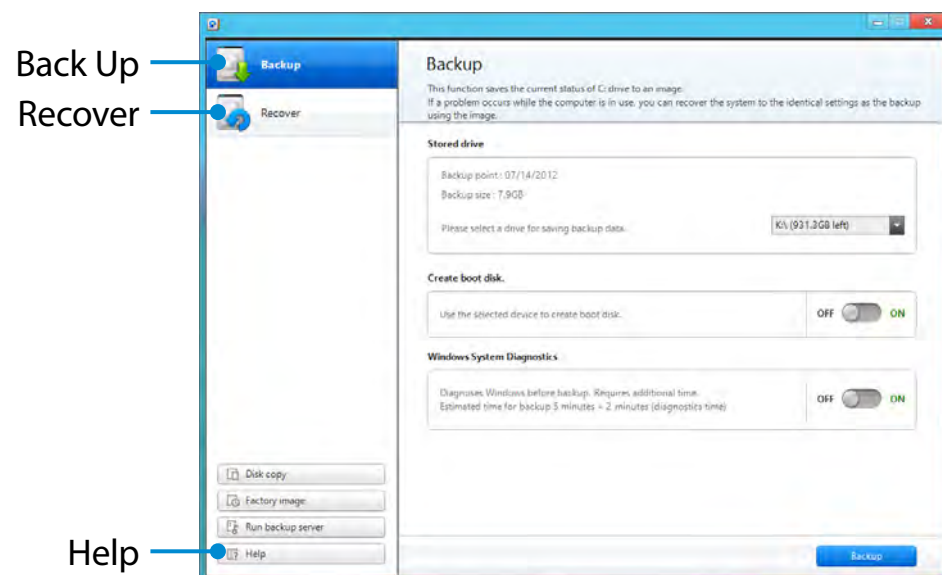 Back Up
Recover
Help
Backup
Recover
Disk copy
Factory image
Run backup server
Help
Backup
This function saves the current status of C: drive to an image.
If a problem occurs while the computer is in use, you can recover the system to the identical settings as the backup
using the image.
Stored drive
Backup point : 07/14/2012
Backup size : 7.9GB
Please select a drive for saving backup data.
K:\ (931.3GB left)
Create boot disk.
Use the selected device to create boot disk.
OFF ON
Windows System Diagnostics
Diagnoses Windows before backup. Requires additional time.
Estimated time for backup 5 minutes + 2 minutes (diagnostics time)
OFF ON
Backup